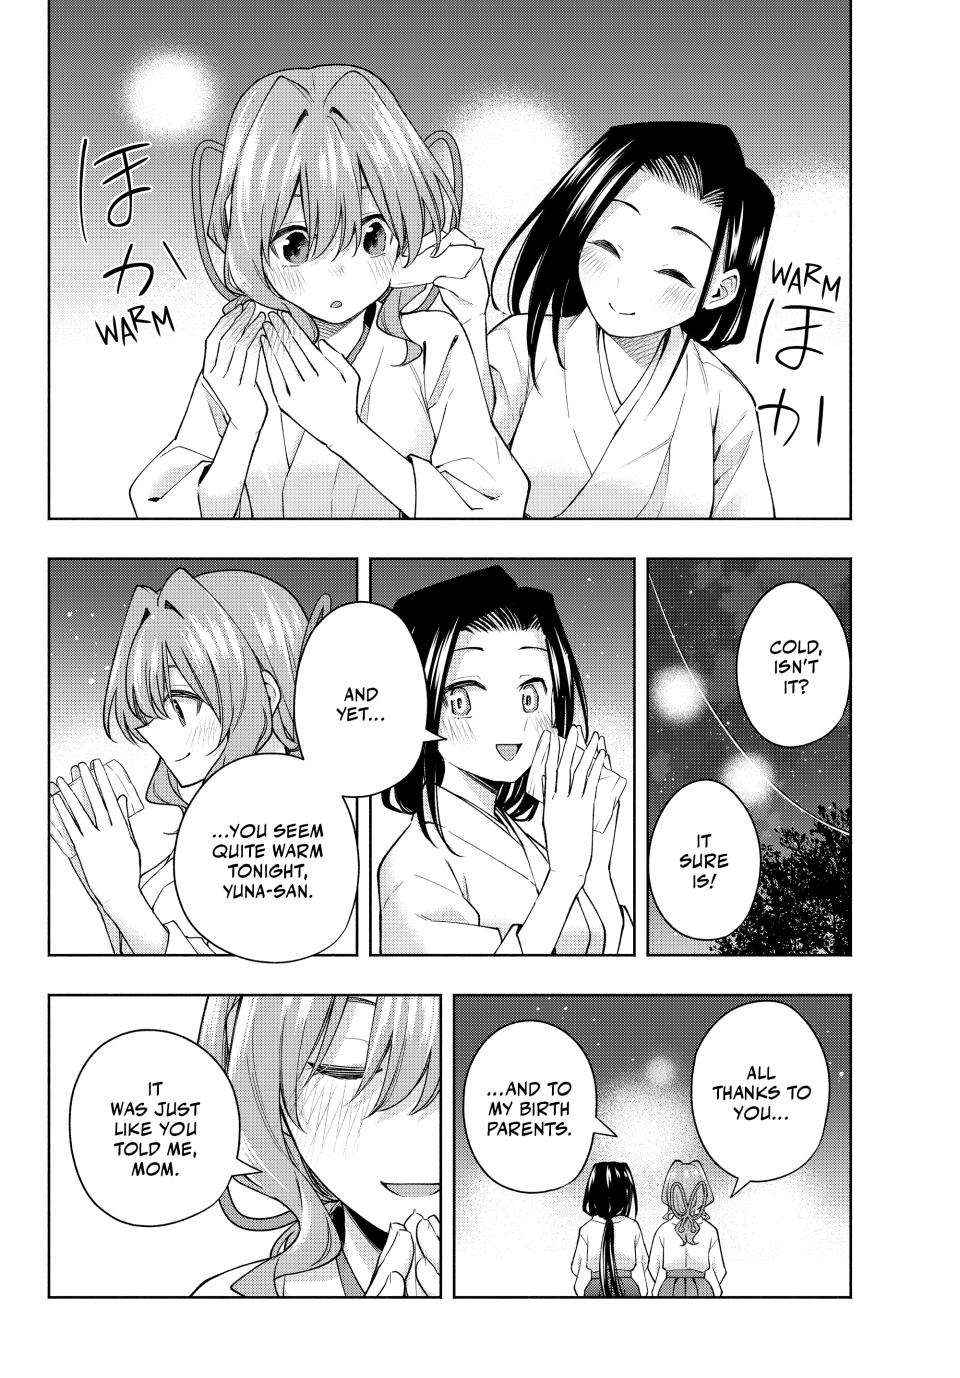 WARM
ほか
ほか
WARM
COLD,
ISN'T
IT?
IT
SURE
IS!
AND
YET...
...YOU SEEM
QUITE WARM
TONIGHT,
YUNA-SAN.
ALL
THANKS TO
YOU...
...AND TO
MY BIRTH
PARENTS.
IT
WAS JUST
LIKE YOU
TOLD ME,
MOM.